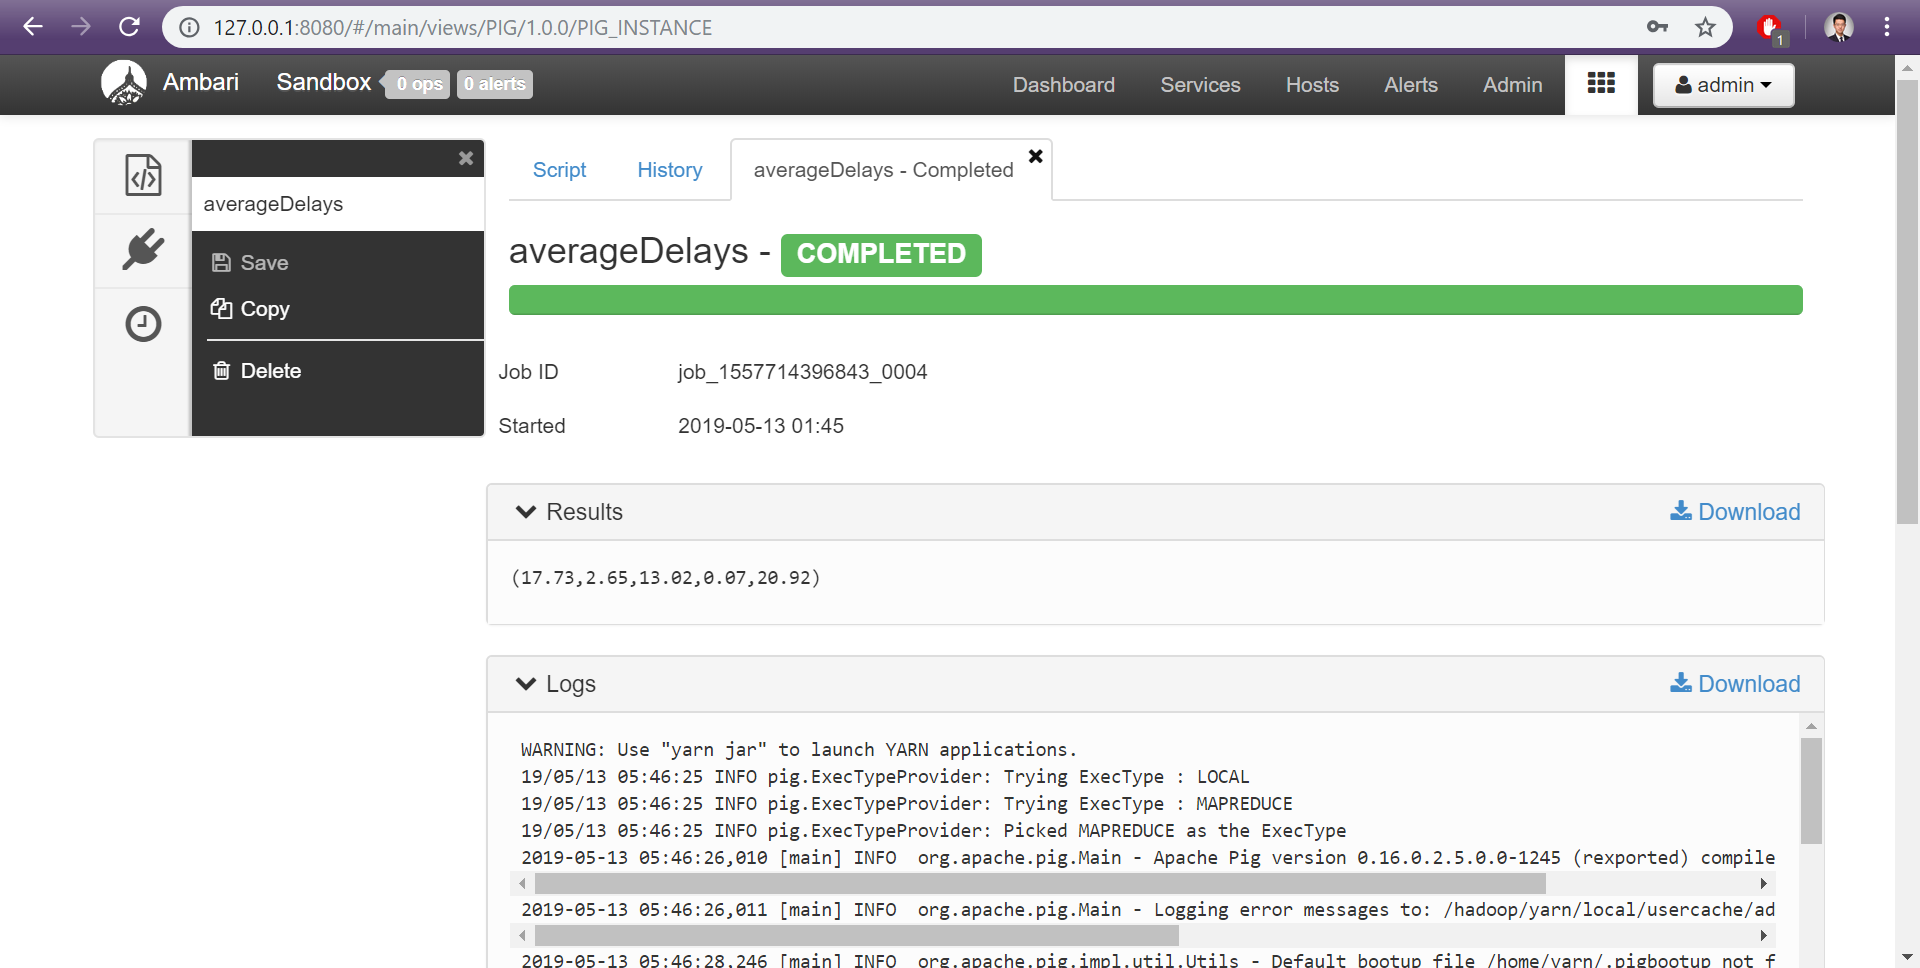 127.0.0.1:8080/#/main/views/PIG/1.0.0/PIG_INSTANCE
1
Ambari Sandbox 0 ops 0 alerts Dashboard Services Hosts Alerts Admin admin
averageDelays
Save
Copy
Delete
Script History averageDelays - Completed
averageDelays - COMPLETED
Job ID job_1557714396843_0004
Started 2019-05-13 01:45
Results Download
(17.73,2.65,13.02,0.07,20.92)
Logs Download
WARNING: Use "yarn jar" to launch YARN applications.
19/05/13 05:46:25 INFO pig.ExecTypeProvider: Trying ExecType : LOCAL
19/05/13 05:46:25 INFO pig.ExecTypeProvider: Trying ExecType : MAPREDUCE
19/05/13 05:46:25 INFO pig.ExecTypeProvider: Picked MAPREDUCE as the ExecType
2019-05-13 05:46:26,010 [main] INFO  org.apache.pig.Main - Apache Pig version 0.16.0.2.5.0.0-1245 (rexported) compile
2019-05-13 05:46:26,011 [main] INFO  org.apache.pig.Main - Logging error messages to: /hadoop/yarn/local/usercache/ad
2019-05-13 05:46:28,246 [main] INFO  org.apache.pig.impl.util.Utils - Default bootup file /home/yarn/.pigbootup not f